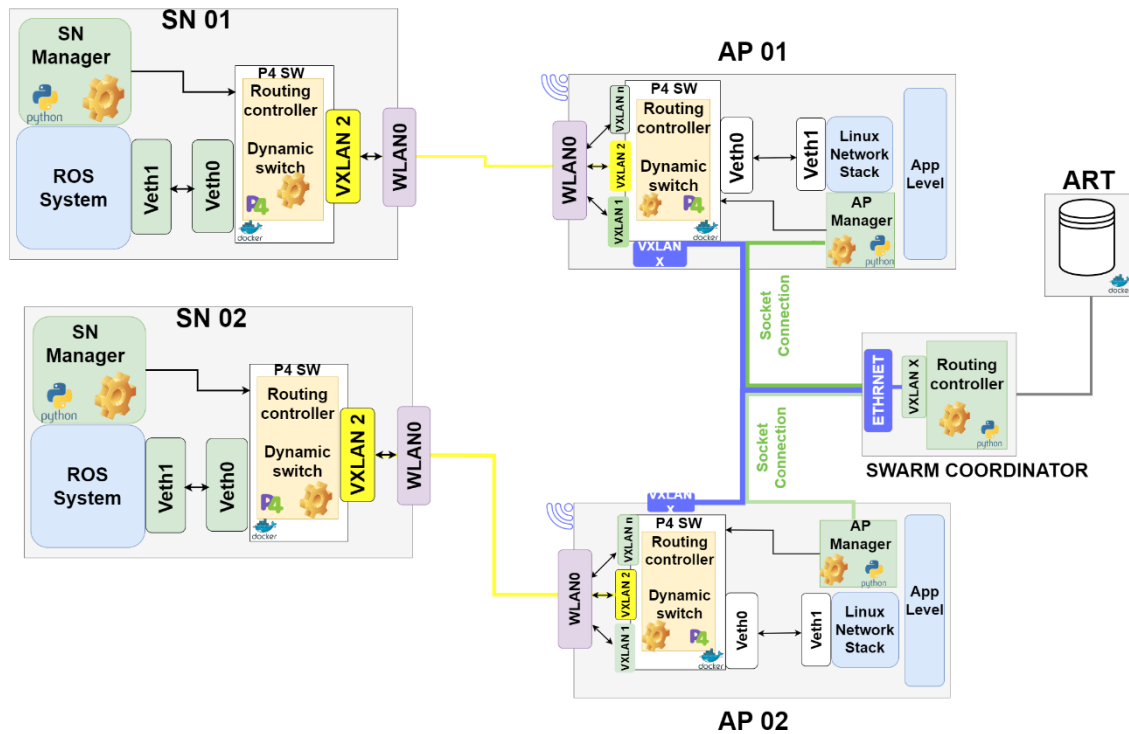 SN 01
SN
Manager
python
ROS
System
Veth1
Veth0
P4 SW
Routing
controller
Dynamic
switch
P4
docker
VXLAN 2
WLAN0
AP 01
WLAN0
VXLAN n
VXLAN 2
VXLAN 1
P4 SW
Routing
controller
Dynamic
switch
P4
docker
Veth0
Veth1
Linux
Network
Stack
AP
Manager
python
App
Level
VXLAN
X
ART
docker
Socket
Connection
SN 02
SN
Manager
python
ROS
System
Veth1
Veth0
P4 SW
Routing
controller
Dynamic
switch
P4
docker
VXLAN 2
WLAN0
ETHRNET
VXLAN X
Routing
controller
python
SWARM COORDINATOR
Socket
Connection
VXLAN X
WLAN0
VXLAN n
VXLAN 2
VXLAN 1
P4 SW
Routing
controller
Dynamic
switch
P4
docker
Veth0
Veth1
AP
Manager
python
Linux
Network
Stack
App
Level
AP 02